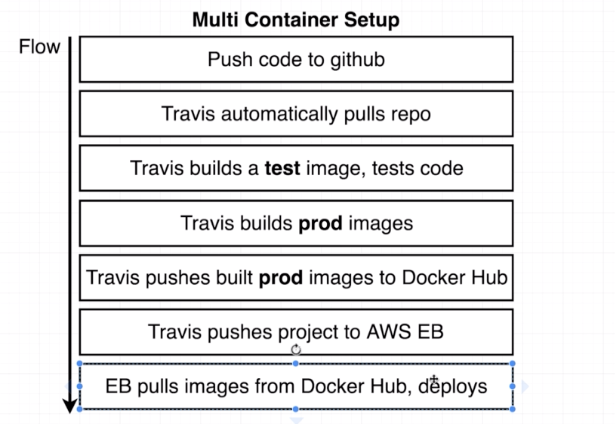 Multi Container Setup
Flow
Push code to github
Travis automatically pulls repo
Travis builds a test image, tests code
Travis builds prod images
Travis pushes built prod images to Docker Hub
Travis pushes project to AWS EB
EB pulls images from Docker Hub, deploys